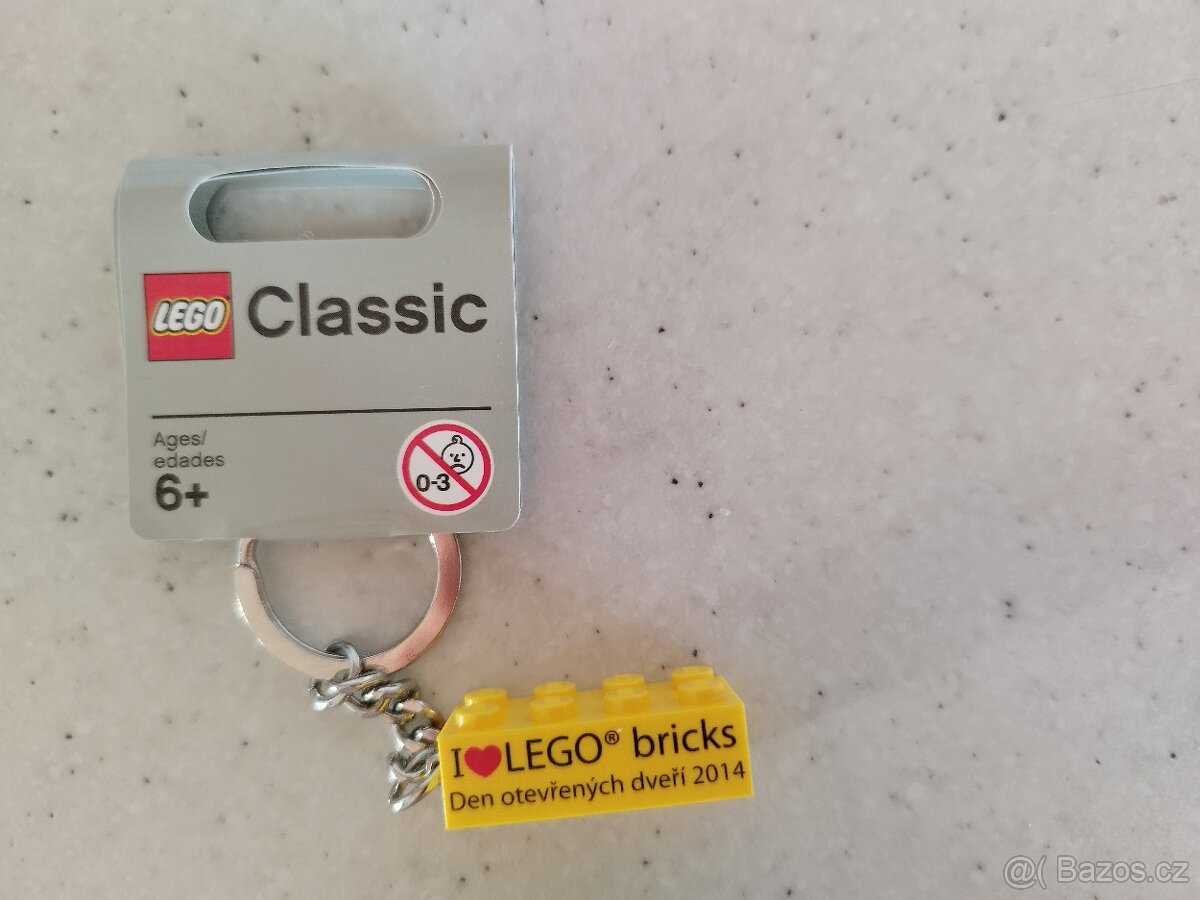 LEGO Classic
Ages/
edades
6+
0-3
I❤LEGO® bricks
Den otevřených dveří 2014
@( Bazos.cz